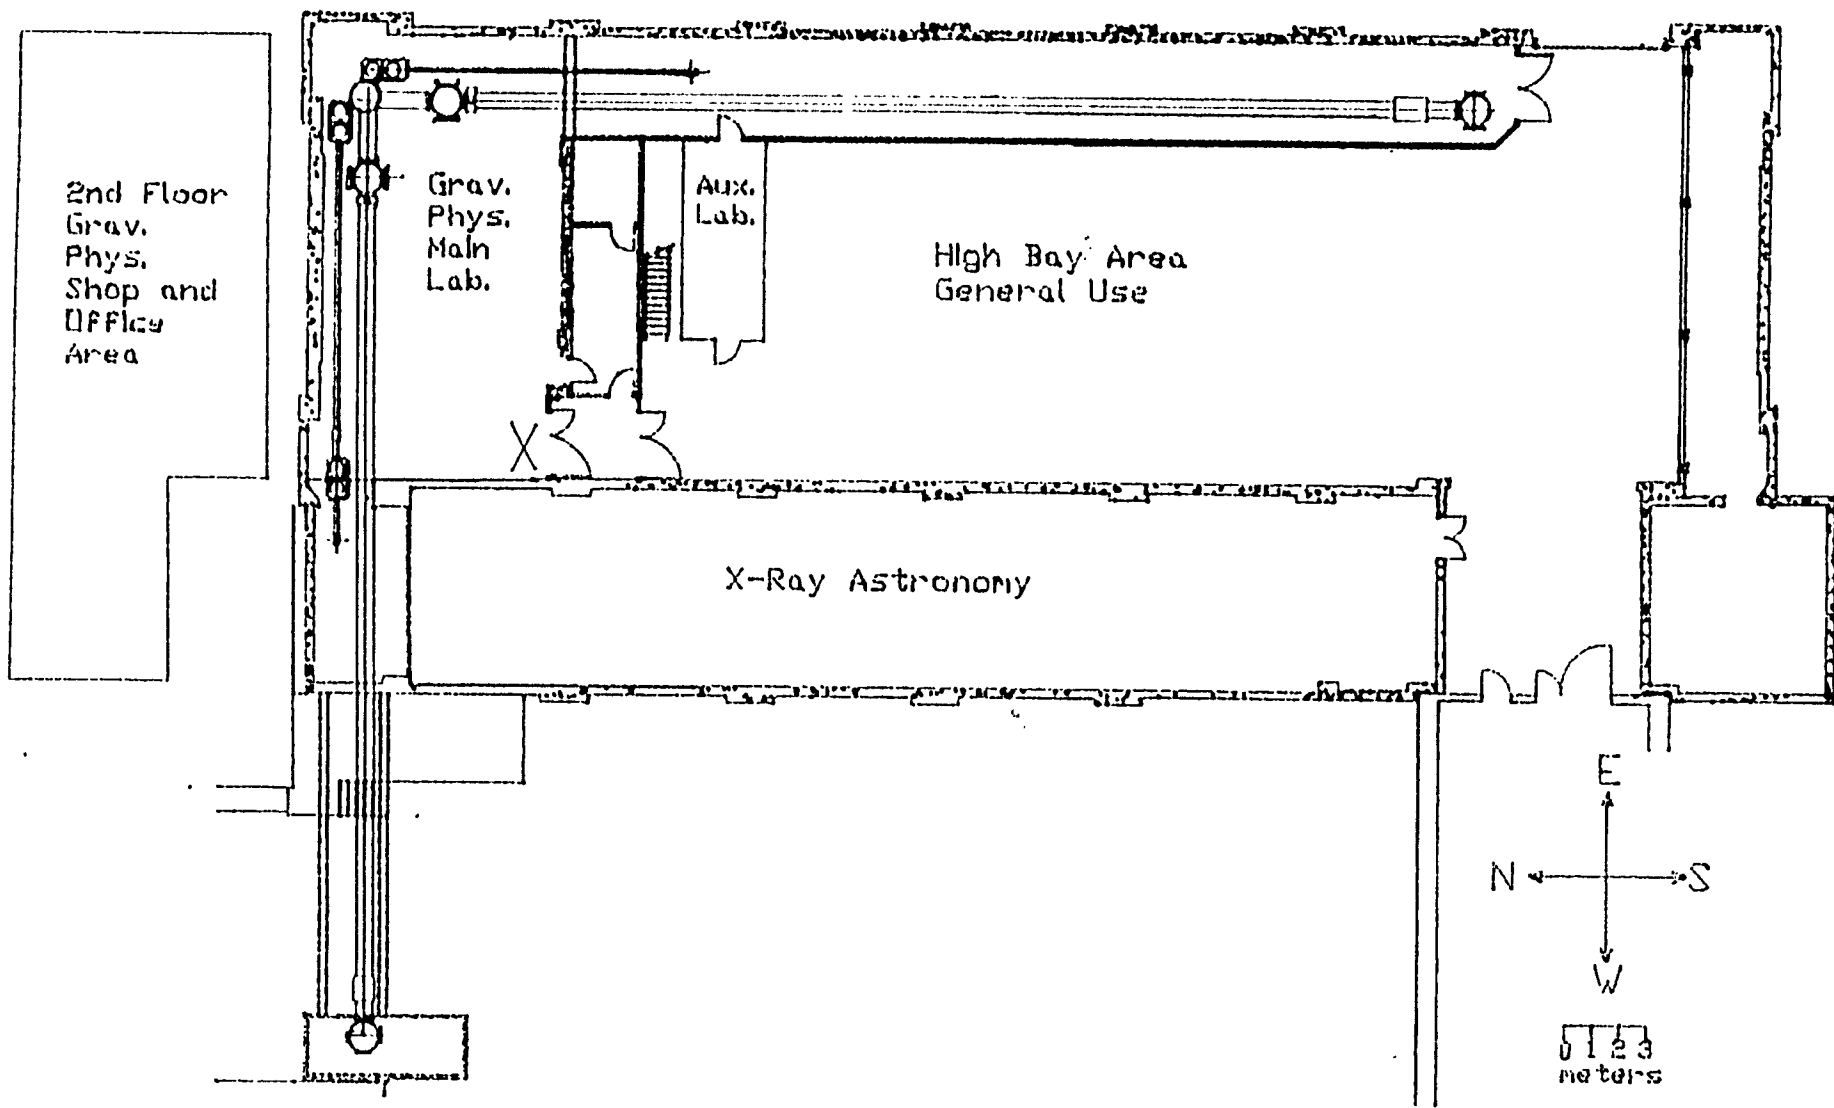 2nd Floor
Grav.
Phys.
Shop and
Office
Area
Grav.
Phys.
Main
Lab.
Aux.
Lab.
High Bay Area
General Use
X
X-Ray Astronomy
E
N S
W
0 1 2 3
meters